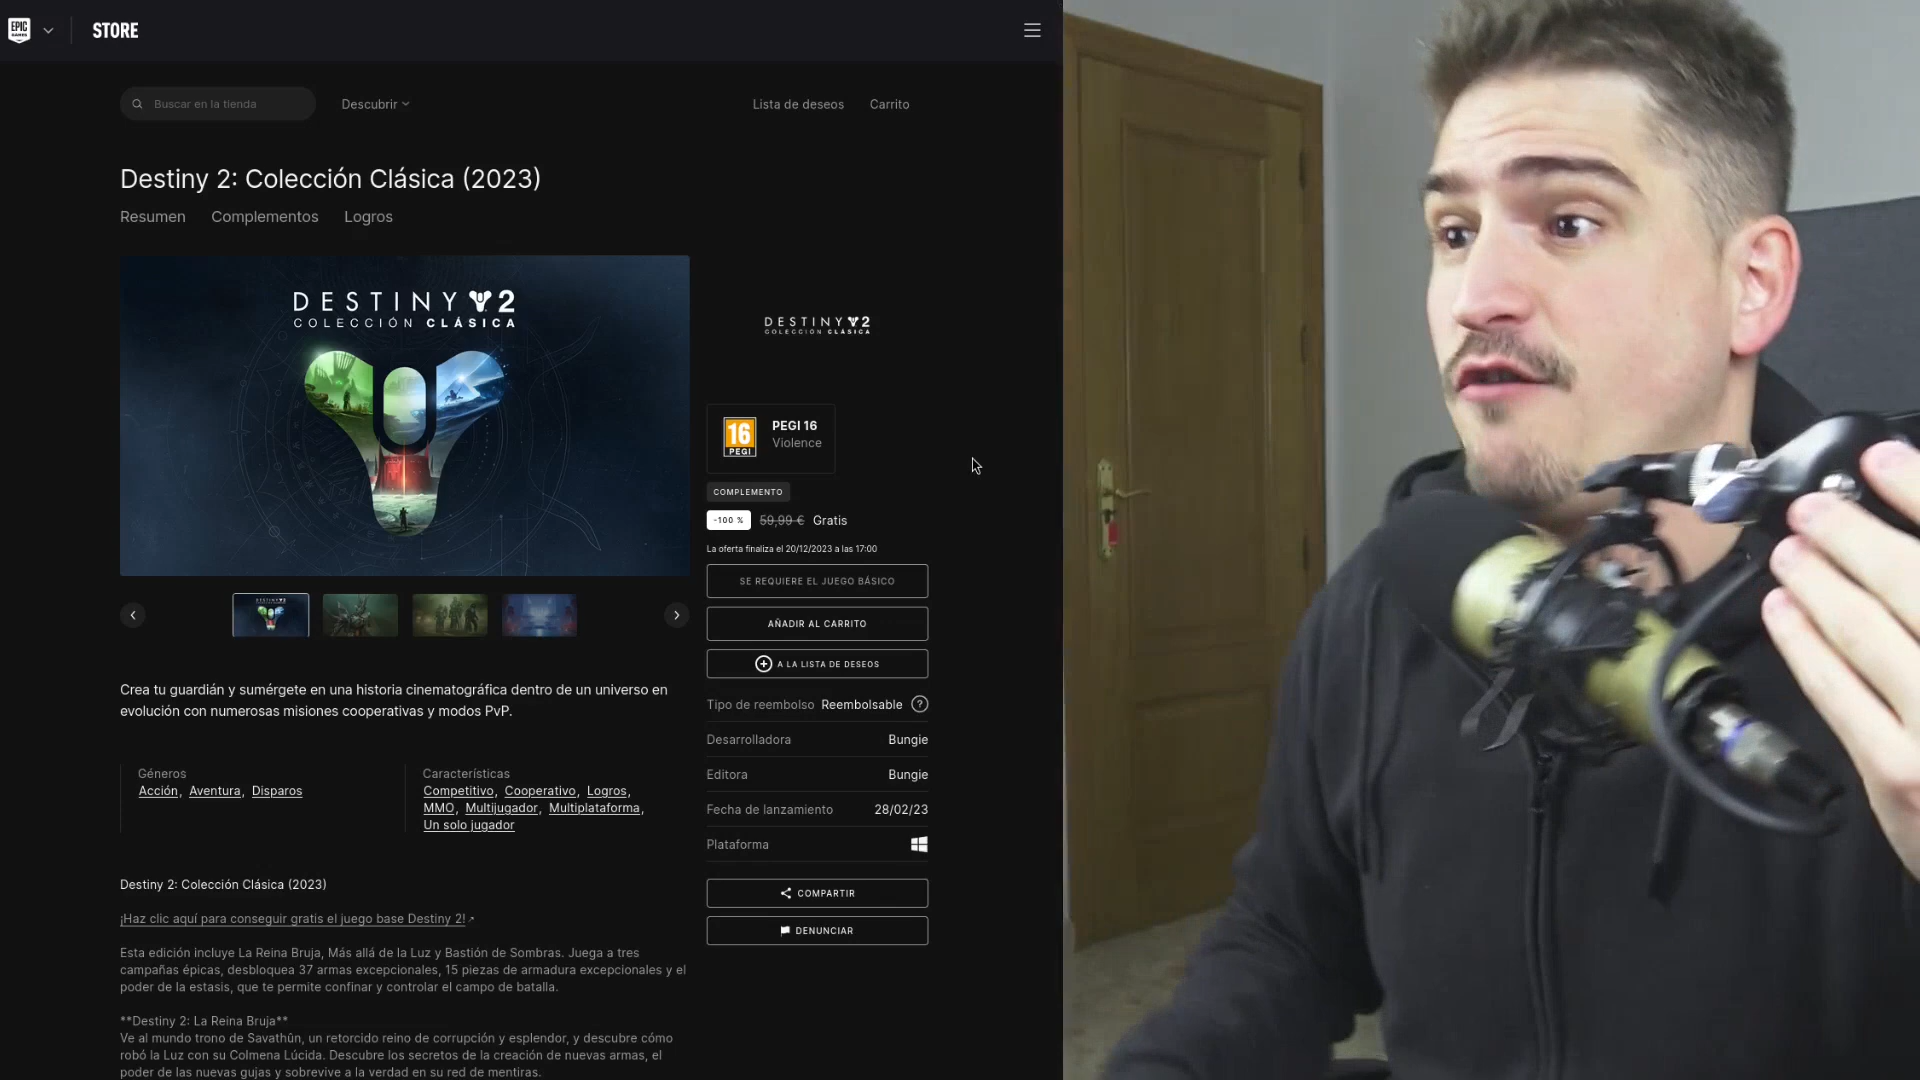 EPIC GAMES
STORE
Buscar en la tienda
Descubrir
Lista de deseos
Carrito
Destiny 2: Colección Clásica (2023)
Resumen
Complementos
Logros
DESTINY 2
COLECCIÓN CLÁSICA
DESTINY 2
COLECCIÓN CLÁSICA
16
PEGI
PEGI 16
Violence
COMPLEMENTO
-100 % 59,99 € Gratis
La oferta finaliza el 20/12/2023 a las 17:00
SE REQUIERE EL JUEGO BÁSICO
AÑADIR AL CARRITO
A LA LISTA DE DESEOS
Tipo de reembolso Reembolsable ?
Desarrolladora Bungie
Editora Bungie
Fecha de lanzamiento 28/02/23
Plataforma
COMPARTIR
DENUNCIAR
Crea tu guardián y sumérgete en una historia cinematográfica dentro de un universo en
evolución con numerosas misiones cooperativas y modos PvP.
Géneros
Acción, Aventura, Disparos
Características
Competitivo, Cooperativo, Logros,
MMO, Multijugador, Multiplataforma,
Un solo jugador
Destiny 2: Colección Clásica (2023)
¡Haz clic aquí para conseguir gratis el juego base Destiny 2!
Esta edición incluye La Reina Bruja, Más allá de la Luz y Bastión de Sombras. Juega a tres
campañas épicas, desbloquea 37 armas excepcionales, 15 piezas de armadura excepcionales y el
poder de la estasis, que te permite confinar y controlar el campo de batalla.
**Destiny 2: La Reina Bruja**
Ve al mundo trono de Savathûn, un retorcido reino de corrupción y esplendor, y descubre cómo
robó la Luz con su Colmena Lúcida. Descubre los secretos de la creación de nuevas armas, el
poder de las nuevas gujas y sobrevive a la verdad en su red de mentiras.